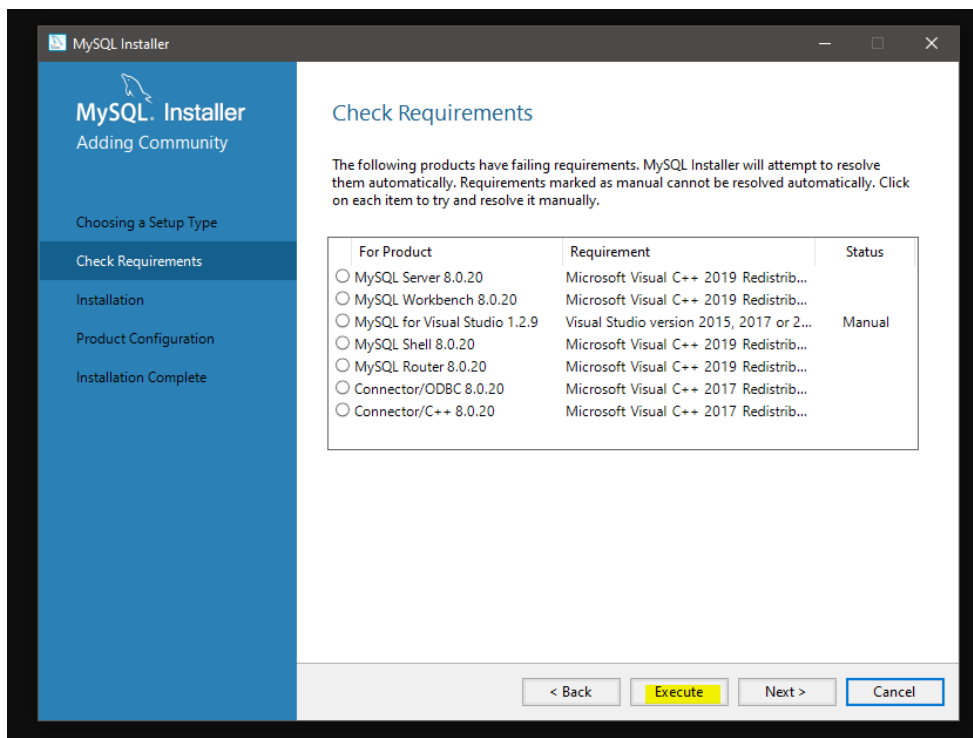 MySQL Installer
MySQL. Installer
Adding Community
Choosing a Setup Type
Check Requirements
Installation
Product Configuration
Installation Complete
Check Requirements
The following products have failing requirements. MySQL Installer will attempt to resolve
them automatically. Requirements marked as manual cannot be resolved automatically. Click
on each item to try and resolve it manually.
For Product Requirement Status
MySQL Server 8.0.20 Microsoft Visual C++ 2019 Redistrib...
MySQL Workbench 8.0.20 Microsoft Visual C++ 2019 Redistrib...
MySQL for Visual Studio 1.2.9 Visual Studio version 2015, 2017 or 2... Manual
MySQL Shell 8.0.20 Microsoft Visual C++ 2019 Redistrib...
MySQL Router 8.0.20 Microsoft Visual C++ 2019 Redistrib...
Connector/ODBC 8.0.20 Microsoft Visual C++ 2017 Redistrib...
Connector/C++ 8.0.20 Microsoft Visual C++ 2017 Redistrib...
< Back Execute Next > Cancel